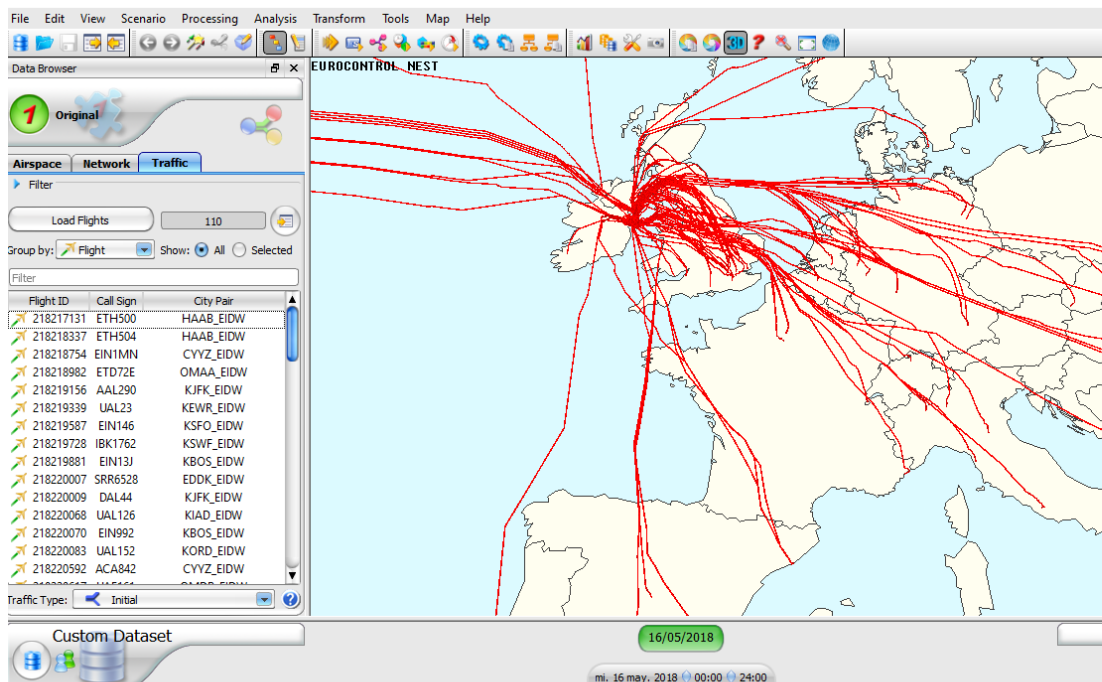 File Edit View Scenario Processing Analysis Transform Tools Map Help
Data Browser
EUROCONTROL NEST
1 Original
Airspace Network Traffic
Filter
Load Flights 110
Group by: Flight Show: All Selected
Filter
Flight ID Call Sign City Pair
218217131 ETH500 HAAB_EIDW
218218337 ETH504 HAAB_EIDW
218218754 EIN1MN CYYZ_EIDW
218218982 ETD72E OMAA_EIDW
218219156 AAL290 KJFK_EIDW
218219339 UAL23 KEWR_EIDW
218219587 EIN146 KSFO_EIDW
218219728 IBK1762 KSWF_EIDW
218219881 EIN13J KBOS_EIDW
218220007 SRR6528 EDDK_EIDW
218220009 DAL44 KJFK_EIDW
218220068 UAL126 KIAD_EIDW
218220070 EIN992 KBOS_EIDW
218220083 UAL152 KORD_EIDW
218220592 ACA842 CYYZ_EIDW
Traffic Type: Initial
Custom Dataset
16/05/2018
mi. 16 may. 2018 00:00 24:00